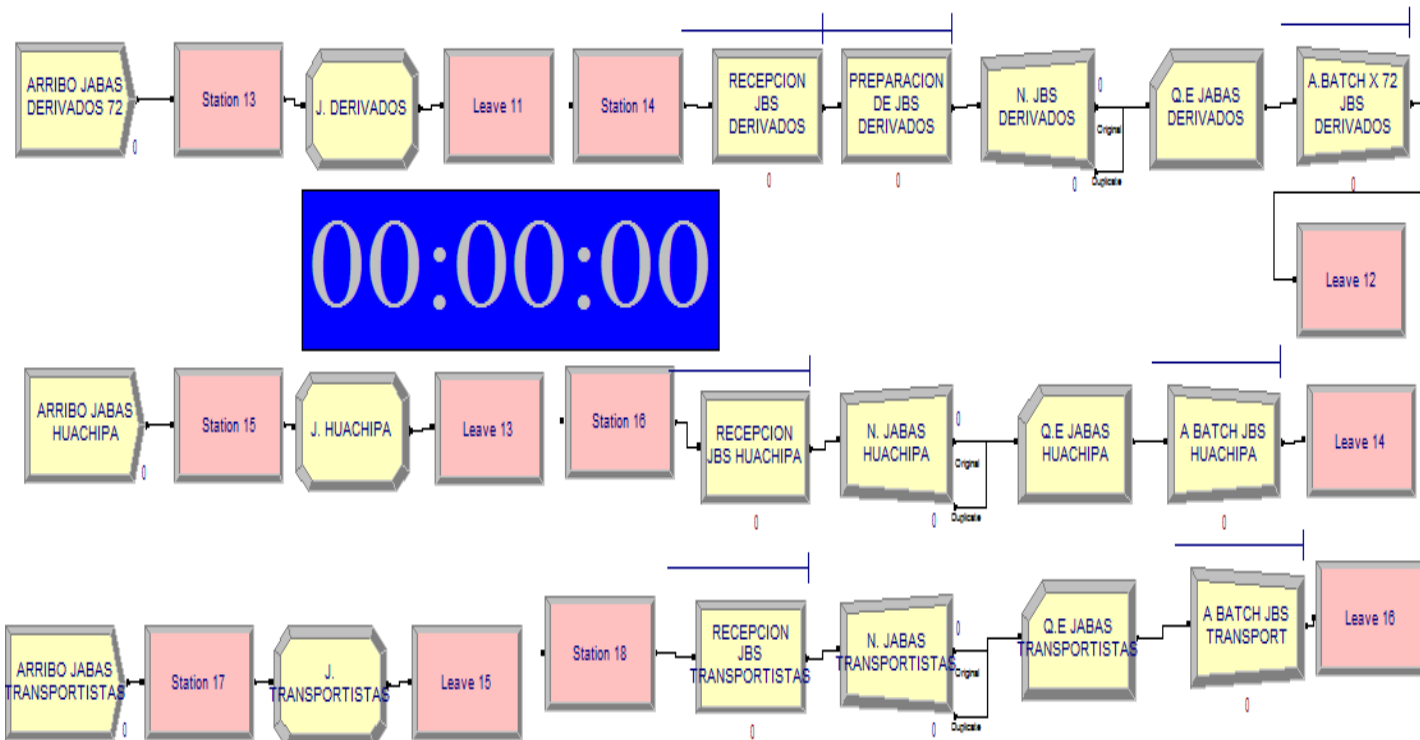 ARRIBO JABAS
DERIVADOS 72
0
Station 13
J. DERIVADOS
Leave 11
Station 14
RECEPCION
JBS
DERIVADOS
0
PREPARACION
DE JBS
DERIVADOS
0
N. JBS
DERIVADOS
0
Original
0
Duplicate
Q.E JABAS
DERIVADOS
A.BATCH X 72
JBS
DERIVADOS
0
Leave 12
00:00:00
ARRIBO JABAS
HUACHIPA
0
Station 15
J. HUACHIPA
Leave 13
Station 16
RECEPCION
JBS HUACHIPA
0
N. JABAS
HUACHIPA
0
Original
0
Duplicate
Q.E JABAS
HUACHIPA
A BATCH JBS
HUACHIPA
0
Leave 14
ARRIBO JABAS
TRANSPORTISTAS
0
Station 17
J.
TRANSPORTISTAS
Leave 15
Station 18
RECEPCION
JBS
TRANSPORTISTAS
0
N. JABAS
TRANSPORTISTAS
0
Original
0
Duplicate
Q.E JABAS
TRANSPORTISTAS
A BATCH JBS
TRANSPORT
0
Leave 16